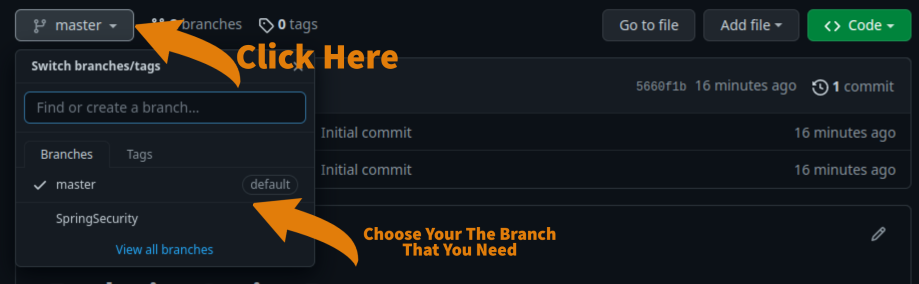 master
branches
0 tags
Go to file
Add file
Code
Click Here
Switch branches/tags
5660f1b 16 minutes ago
1 commit
Find or create a branch...
Initial commit
16 minutes ago
Branches
Tags
Initial commit
16 minutes ago
master
default
SpringSecurity
Choose Your The Branch
That You Need
View all branches